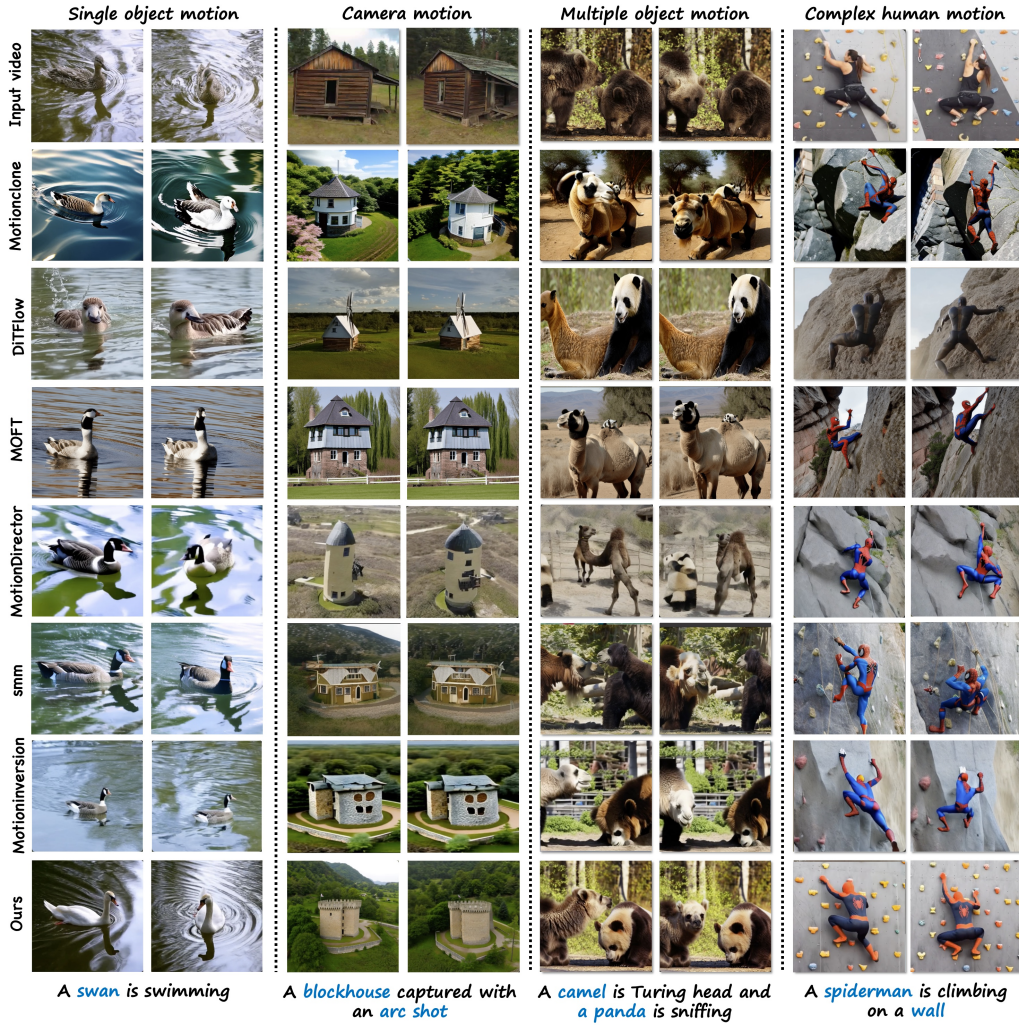 Single object motion
Camera motion
Multiple object motion
Complex human motion
Input video
Motionclone
DiTFlow
MOFT
MotionDirector
smm
Motioninversion
Ours
A swan is swimming
A blockhouse captured with
an arc shot
A camel is Turing head and
a panda is sniffing
A spiderman is climbing
on a wall